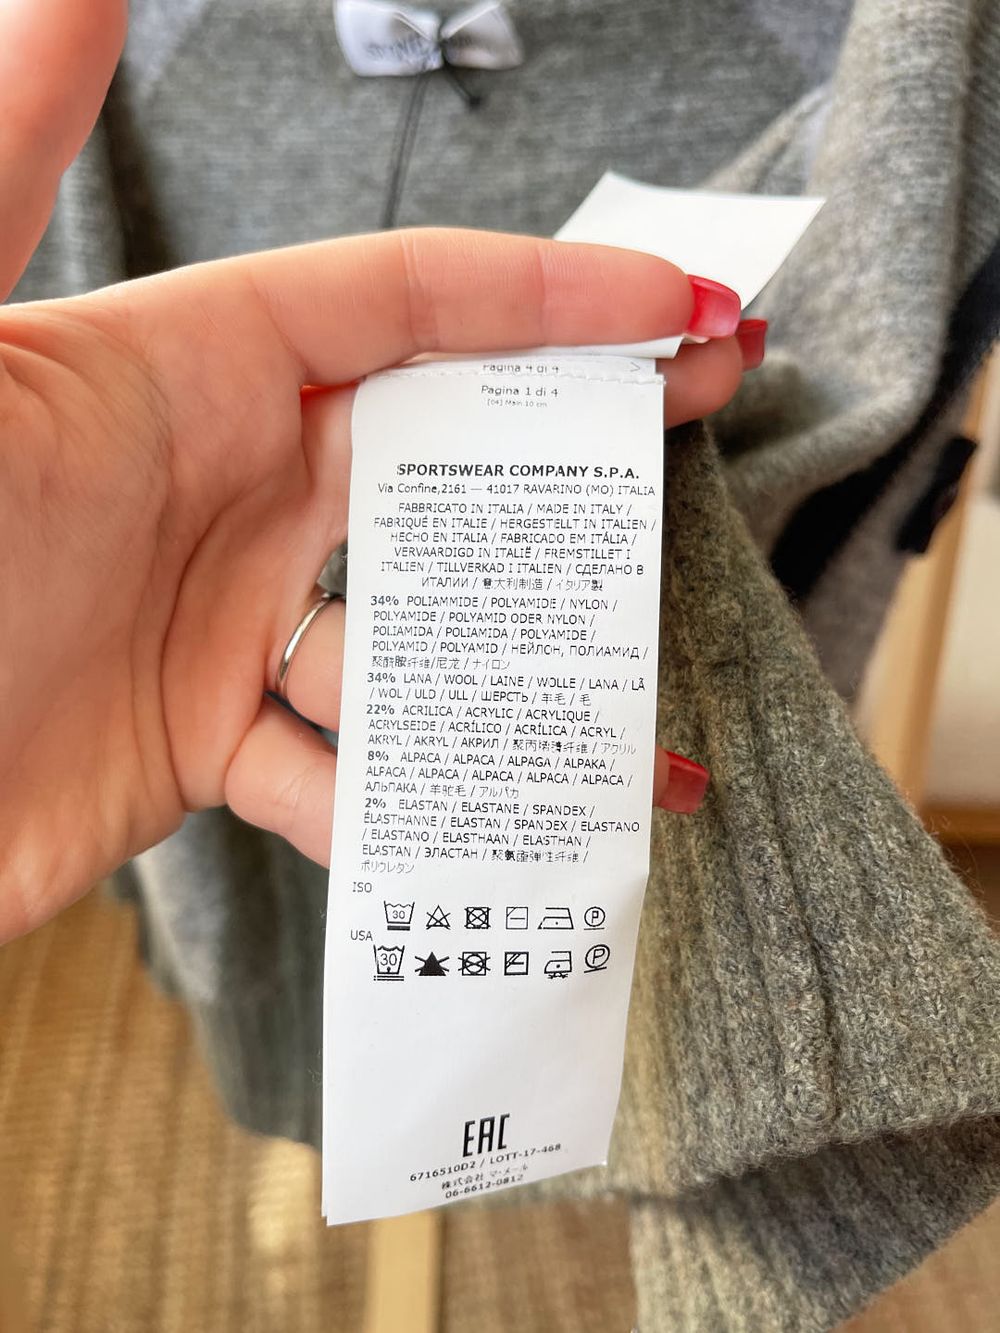 Pagina 4 di 4
>
Pagina 1 di 4
[04] Main 10 cm
SPORTSWEAR COMPANY S.P.A.
Via Confine,2161 — 41017 RAVARINO (MO) ITALIA
FABBRICATO IN ITALIA / MADE IN ITALY /
FABRIQUÉ EN ITALIE / HERGESTELLT IN ITALIEN /
HECHO EN ITALIA / FABRICADO EM ITÁLIA /
VERVAARDIGD IN ITALIË / FREMSTILLET I
ITALIEN / TILLVERKAD I ITALIEN / СДЕЛАНО В
ИТАЛИИ / 意大利制造 / イタリア製
34% POLIAMMIDE / POLYAMIDE / NYLON /
POLYAMIDE / POLYAMID ODER NYLON /
POLIAMIDA / POLIAMIDA / POLYAMIDE /
POLYAMID / POLYAMID / НЕЙЛОН, ПОЛИАМИД /
聚酰胺纤维/尼龙 / ナイロン
34% LANA / WOOL / LAINE / WOLLE / LANA / LÃ
/ WOL / ULD / ULL / ШЕРСТЬ / 羊毛 / 毛
22% ACRILICA / ACRYLIC / ACRYLIQUE /
ACRYLSEIDE / ACRÍLICO / ACRÍLICA / ACRYL /
AKRYL / AKRYL / АКРИЛ / 聚丙烯腈纤维 / アクリル
8% ALPACA / ALPACA / ALPAGA / ALPAKA /
ALPACA / ALPACA / ALPACA / ALPACA / ALPACA /
АЛЬПАКА / 羊驼毛 / アルパカ
2% ELASTAN / ELASTANE / SPANDEX /
ÉLASTHANNE / ELASTAN / SPANDEX / ELASTANO
/ ELASTANO / ELASTHAAN / ELASTHAN /
ELASTAN / ЭЛАСТАН / 聚氨酯弹性纤维 /
ポリウレタン
ISO
30 P
USA
30 P
EAC
6716510D2 / LOTT-17-468
株式会社 マ・メール
06-6612-0812